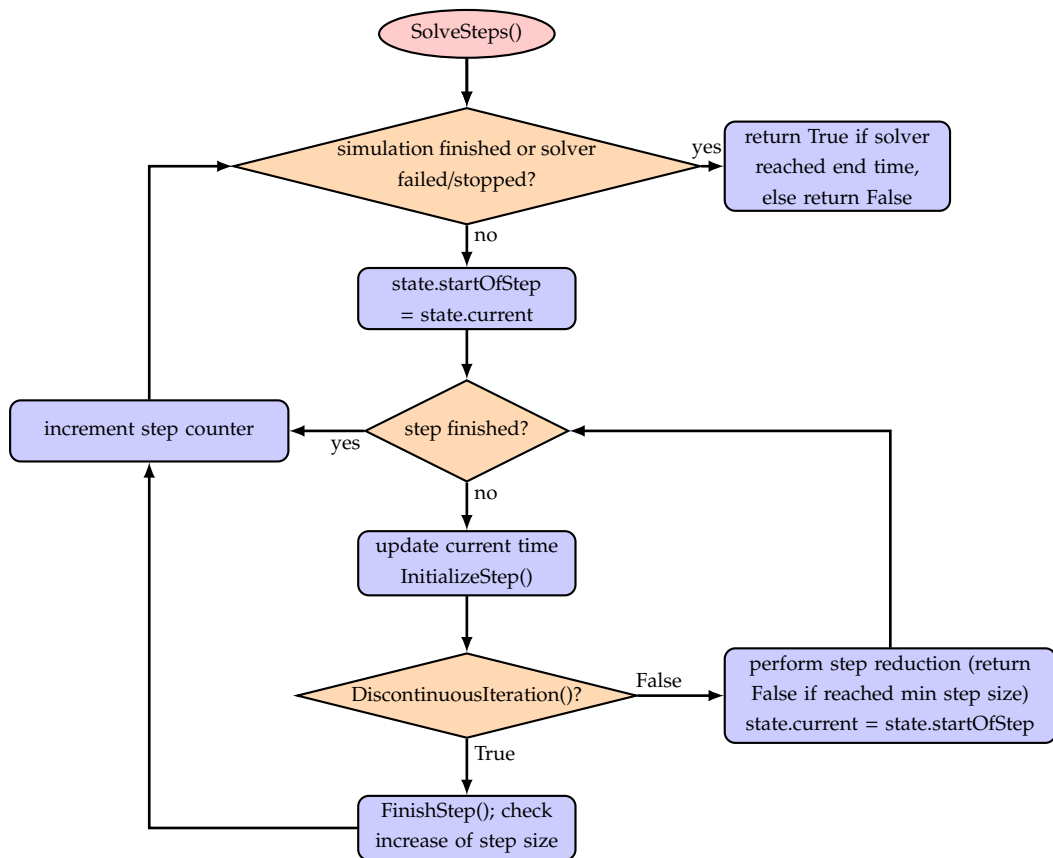 SolveSteps()
simulation finished or solver
failed/stopped?
yes
return True if solver
reached end time,
else return False
no
state.startOfStep
= state.current
increment step counter
yes
step finished?
no
update current time
InitializeStep()
DiscontinuousIteration()?
False
perform step reduction (return
False if reached min step size)
state.current = state.startOfStep
True
FinishStep(); check
increase of step size